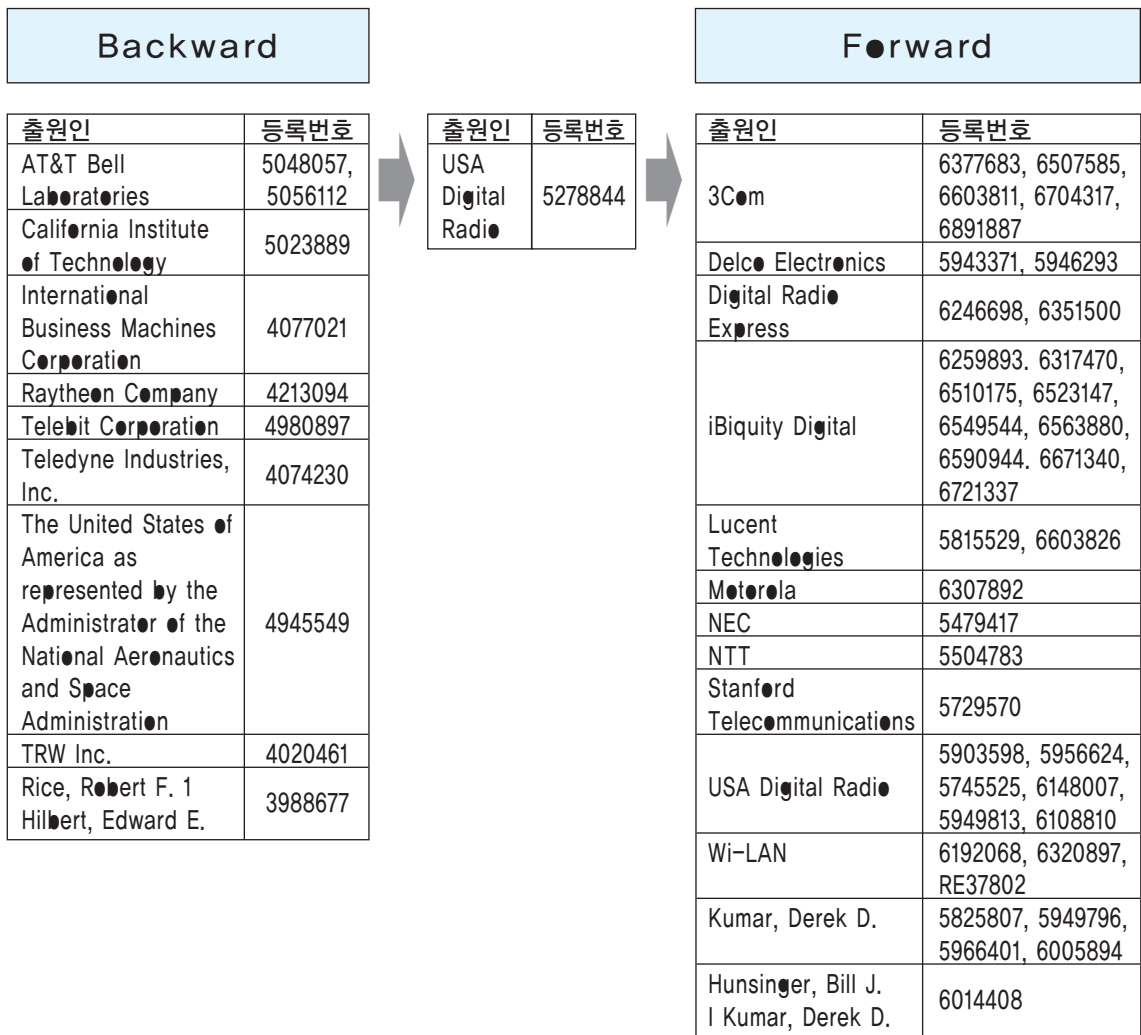 Backward
출원인 등록번호
AT&T Bell
Laboratories
5048057,
5056112
California Institute
of Technology
5023889
International
Business Machines
Corporation
4077021
Raytheon Company 4213094
Telebit Corporation 4980897
Teledyne Industries,
Inc.
4074230
The United States of
America as
represented by the
Administrator of the
National Aeronautics
and Space
Administration
4945549
TRW Inc. 4020461
Rice, Robert F. 1
Hilbert, Edward E.
3988677
출원인 등록번호
USA
Digital
Radio
5278844
Forward
출원인 등록번호
3Com
6377683, 6507585,
6603811, 6704317,
6891887
Delco Electronics 5943371, 5946293
Digital Radio
Express
6246698, 6351500
iBiquity Digital
6259893. 6317470,
6510175, 6523147,
6549544, 6563880,
6590944. 6671340,
6721337
Lucent
Technologies
5815529, 6603826
Motorola 6307892
NEC 5479417
NTT 5504783
Stanford
Telecommunications
5729570
USA Digital Radio
5903598, 5956624,
5745525, 6148007,
5949813, 6108810
Wi-LAN
6192068, 6320897,
RE37802
Kumar, Derek D.
5825807, 5949796,
5966401, 6005894
Hunsinger, Bill J.
I Kumar, Derek D.
6014408